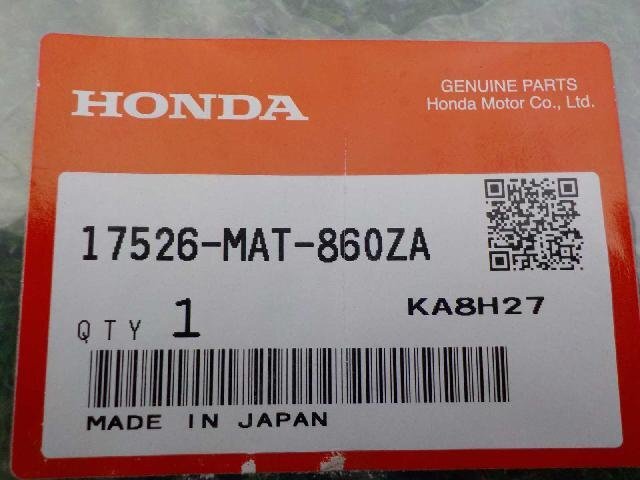 HONDA
GENUINE PARTS
Honda Motor Co., Ltd.
17526-MAT-860ZA
QTY 1
KA8H27
MADE IN JAPAN